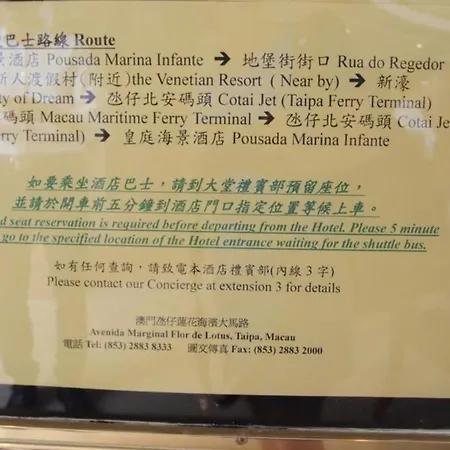 巴士路線 Route
酒店 Pousada Marina Infante ➔ 地堡街街口 Rua do Regedor
新人渡假村(附近)the Venetian Resort ( Near by) ➔ 新濠
ty of Dream ➔ 氹仔北安碼頭 Cotai Jet (Taipa Ferry Terminal)
碼頭 Macau Maritime Ferry Terminal ➔ 氹仔北安碼頭 Cotai Je
erry Terminal) ➔ 皇庭海景酒店 Pousada Marina Infante
如要乘坐酒店巴士，請到大堂禮賓部預留座位，
並請於開車前五分鐘到酒店門口指定位置等候上車。
d seat reservation is required before departing from the Hotel. Please 5 minute
go to the specified location of the Hotel entrance waiting for the shuttle bus.
如有任何查詢，請致電本酒店禮賓部(內線 3 字)
Please contact our Concierge at extension 3 for details
澳門氹仔蓮花海濱大馬路
Avenida Marginal Flor de Lotus, Taipa, Macau
電話 Tel: (853) 2883 8333 圖文傳真 Fax: (853) 2883 2000